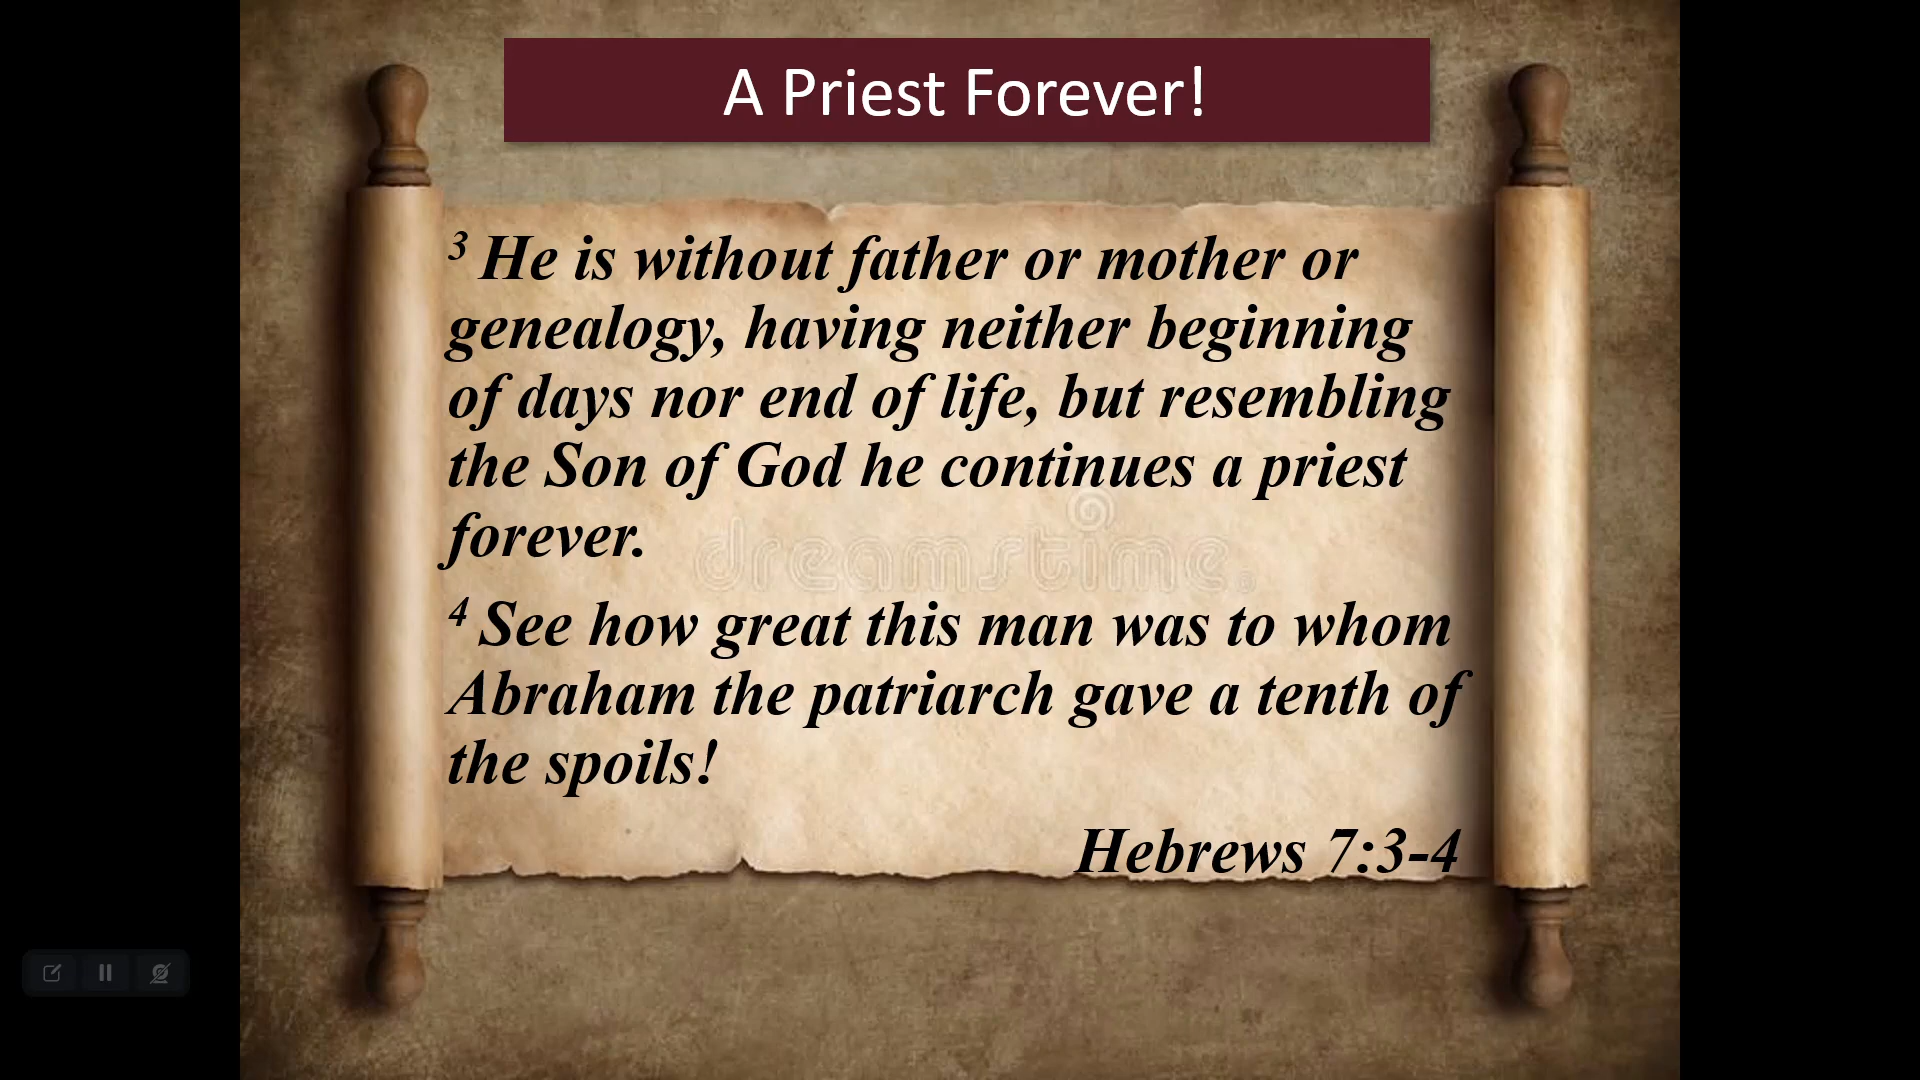 A Priest Forever!
3 He is without father or mother or
genealogy, having neither beginning
of days nor end of life, but resembling
the Son of God he continues a priest
forever.
dreamstime.
4 See how great this man was to whom
Abraham the patriarch gave a tenth of
the spoils!
Hebrews 7:3-4